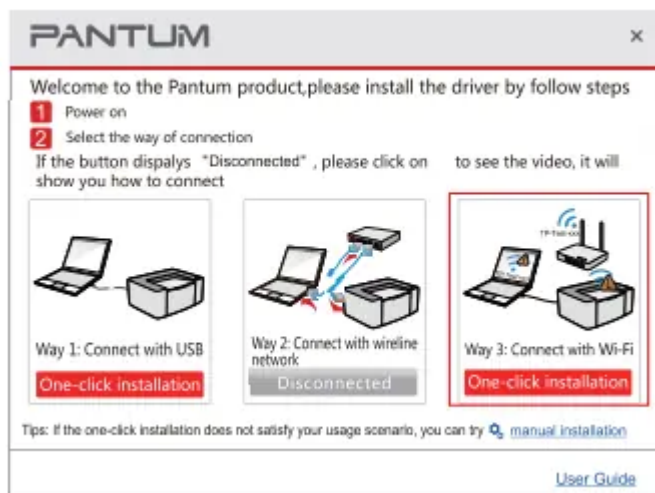 PANTUM
×
Welcome to the Pantum product,please install the driver by follow steps
1 Power on
2 Select the way of connection
If the button dispalys "Disconnected" , please click on to see the video, it will
show you how to connect
Way 1: Connect with USB
One-click installation
Way 2: Connect with wireline
network
Disconnected
Way 3: Connect with Wi-Fi
One-click installation
Tips: If the one-click installation does not satisfy your usage scenario, you can try manual installation
User Guide